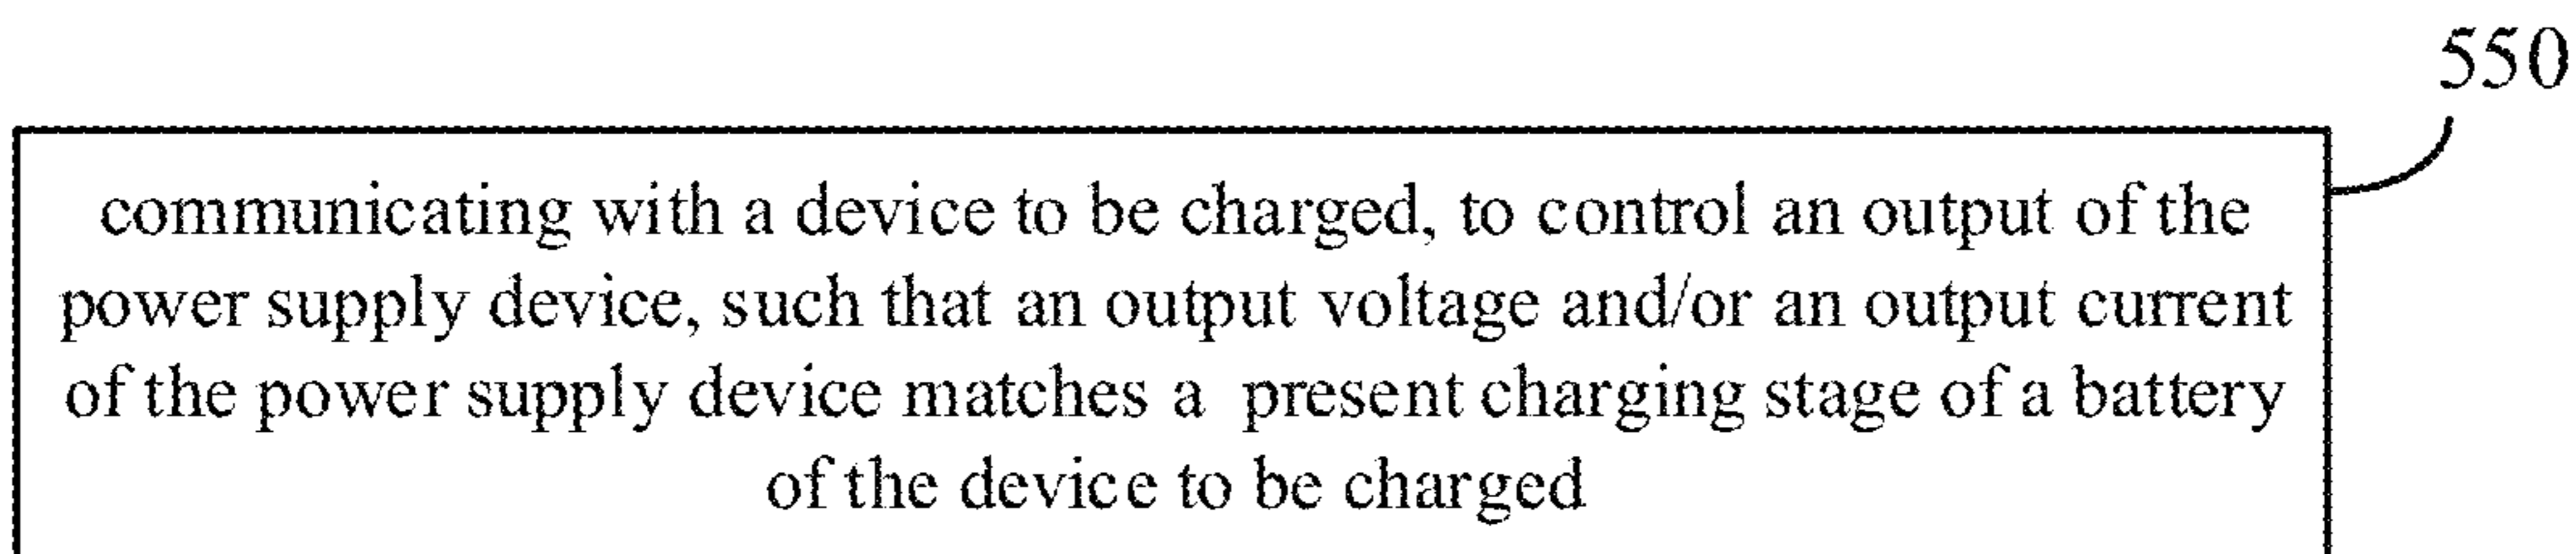 550
communicating with a device to be charged, to control an output of the
power supply device, such that an output voltage and/or an output current
of the power supply device matches a present charging stage of a battery
of the device to be charged